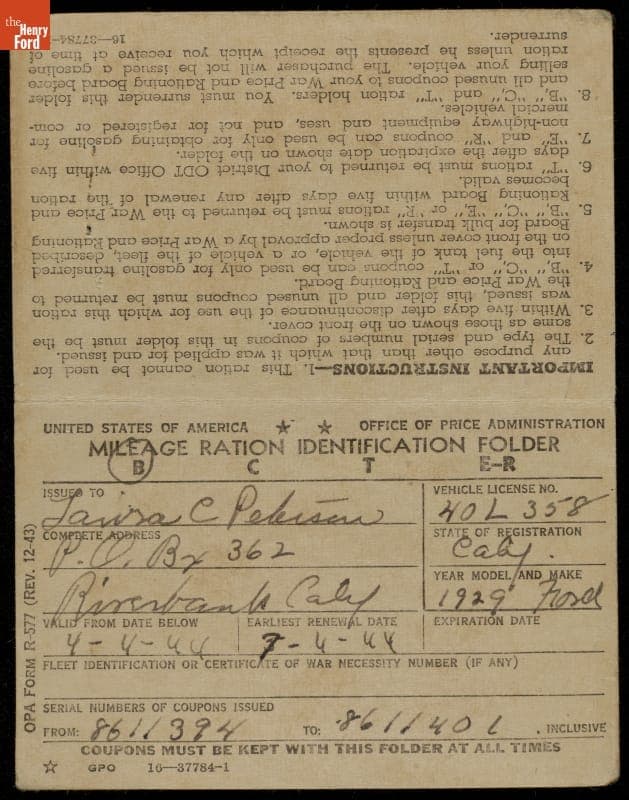 the
Henry
Ford
UNITED STATES OF AMERICA ☆ ☆ OFFICE OF PRICE ADMINISTRATION
MILEAGE RATION IDENTIFICATION FOLDER
B C T E-R
ISSUED TO
Laura C Peterson
COMPLETE ADDRESS
P.O. Bx 362
Riverbank Calif
VEHICLE LICENSE NO.
40L 358
STATE OF REGISTRATION
Calif.
YEAR MODEL AND MAKE
1929 Ford
VALID FROM DATE BELOW
4-4-44
EARLIEST RENEWAL DATE
7-4-44
EXPIRATION DATE
FLEET IDENTIFICATION OR CERTIFICATE OF WAR NECESSITY NUMBER (IF ANY)
SERIAL NUMBERS OF COUPONS ISSUED
FROM: 8611394 TO: 8611401, INCLUSIVE
COUPONS MUST BE KEPT WITH THIS FOLDER AT ALL TIMES
☆ GPO 16—37784-1
OPA FORM R-577 (REV. 12-43)
IMPORTANT INSTRUCTIONS—1. This ration cannot be used for
any purpose other than that which it was applied for and issued.
2. The type and serial numbers of coupons in this folder must be the
same as those shown on the front cover.
3. Within five days after discontinuance of the use for which this ration
was issued, this folder and all unused coupons must be returned to
the War Price and Rationing Board.
4. "B," "C," or "T" coupons can be used only for gasoline transferred
into the fuel tank of the vehicle, or a vehicle of the fleet, described
on the front cover unless proper approval by a War Price and Rationing
Board for bulk transfer is shown.
5. "B," "C," "E," or "R" rations must be returned to the War Price and
Rationing Board within five days after any renewal of the ration
becomes valid.
6. "T" rations must be returned to your District ODT Office within five
days after the expiration date shown on the folder.
7. "E" and "R" coupons can be used only for obtaining gasoline for
non-highway equipment and uses, and not for registered or com-
mercial vehicles.
8. "B," "C," and "T" ration holders. You must surrender this folder
and all unused coupons to your War Price and Rationing Board before
selling your vehicle. The purchaser will not be issued a gasoline
ration unless he presents the receipt which you receive at time of
surrender.
16—37784-1